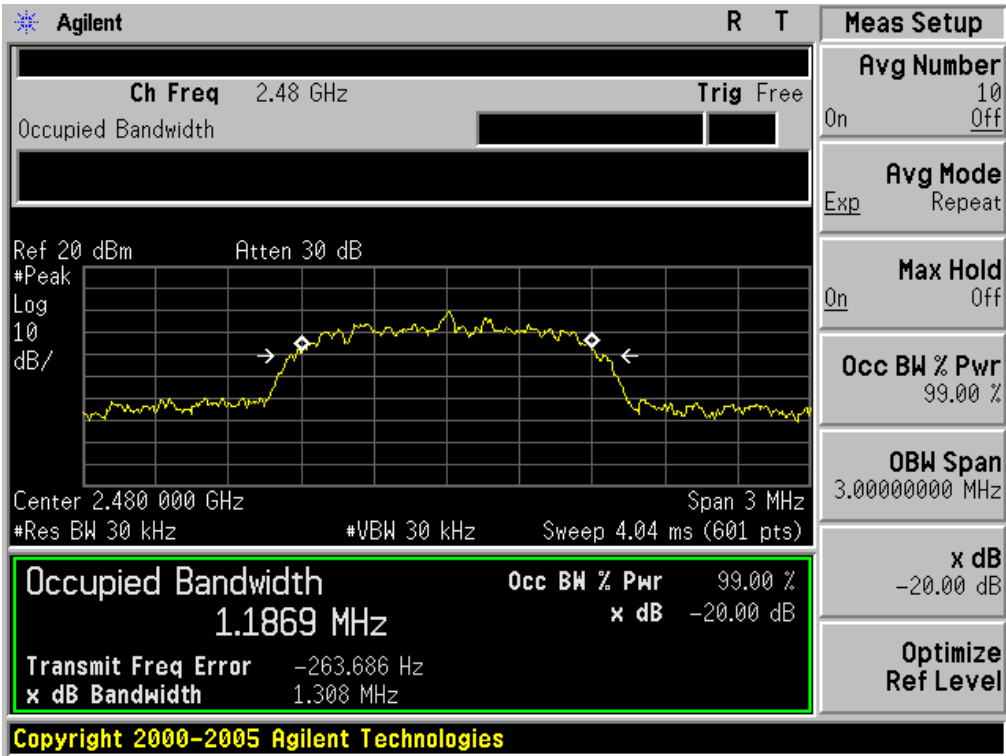 Agilent R T
Ch Freq 2.48 GHz Trig Free
Occupied Bandwidth
Ref 20 dBm Atten 30 dB
#Peak
Log
10
dB/
Center 2.480 000 GHz Span 3 MHz
#Res BW 30 kHz #VBW 30 kHz Sweep 4.04 ms (601 pts)
Occupied Bandwidth Occ BW % Pwr 99.00 %
1.1869 MHz x dB -20.00 dB
Transmit Freq Error -263.686 Hz
x dB Bandwidth 1.308 MHz
Copyright 2000-2005 Agilent Technologies
Meas Setup
Avg Number
10
On Off
Avg Mode
Exp Repeat
Max Hold
On Off
Occ BW % Pwr
99.00 %
OBW Span
3.00000000 MHz
x dB
-20.00 dB
Optimize
Ref Level